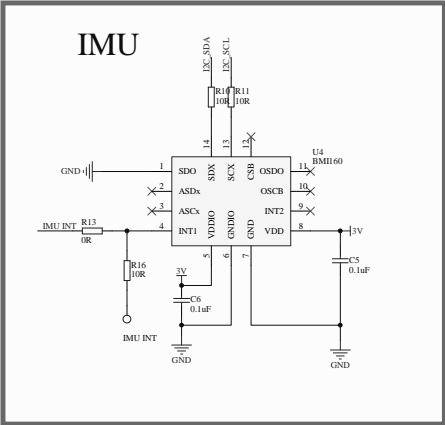 IMU
I2C_SDA
I2C_SCL
R10
10R
R11
10R
14
13
12
U4
BMI160
GND
1
SDO
SDX
SCX
CSB
OSDO
11
2
ASDx
OSCB
10
3
ASCx
INT2
9
IMU INT
R13
0R
4
INT1
VDDIO
GNDIO
GND
VDD
8
3V
R16
10R
5
6
7
3V
C5
0.1uF
C6
0.1uF
IMU INT
GND
GND